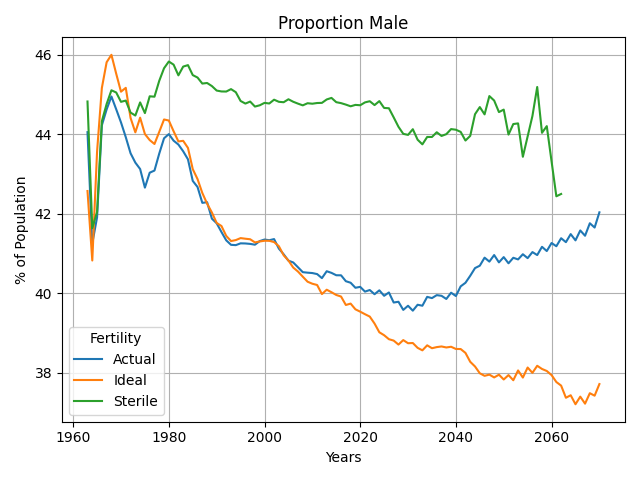 Proportion Male
% of Population
46
44
42
40
38
Fertility
Actual
Ideal
Sterile
1960
1980
2000
2020
2040
2060
Years